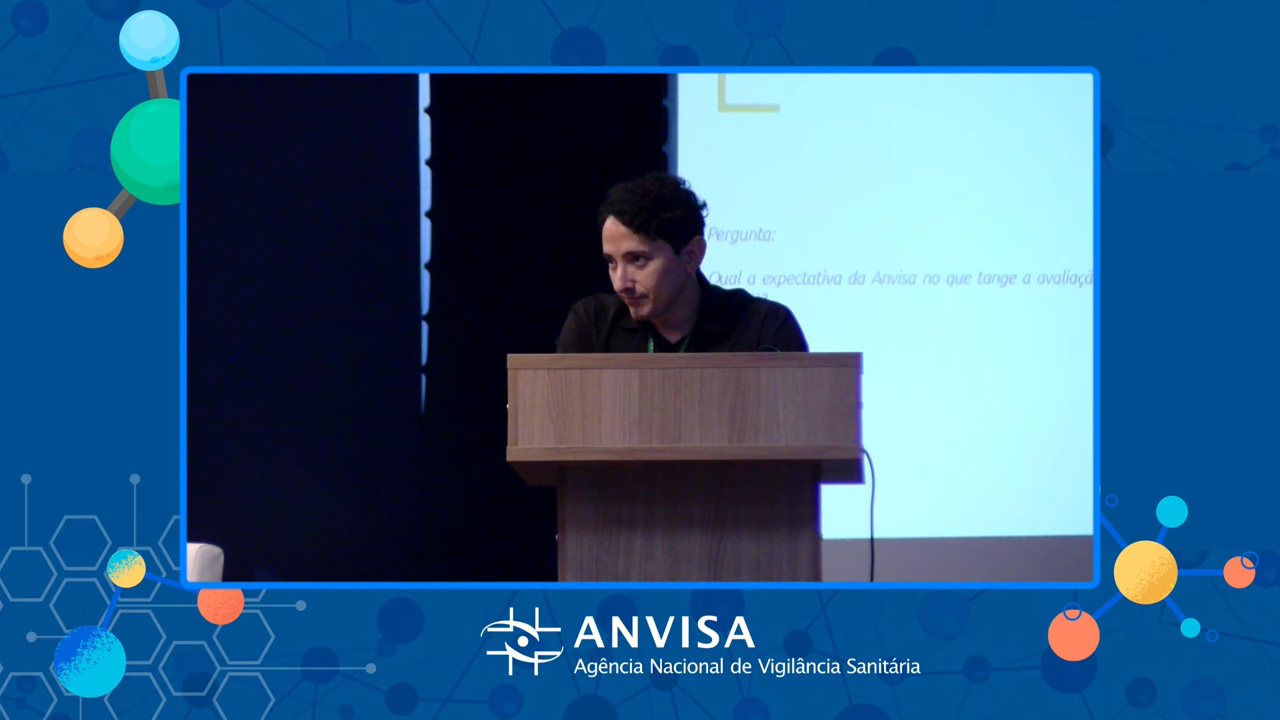 Pergunta:
Qual a expectativa da Anvisa no que tange a avaliaçã
ANVISA
Agência Nacional de Vigilância Sanitária